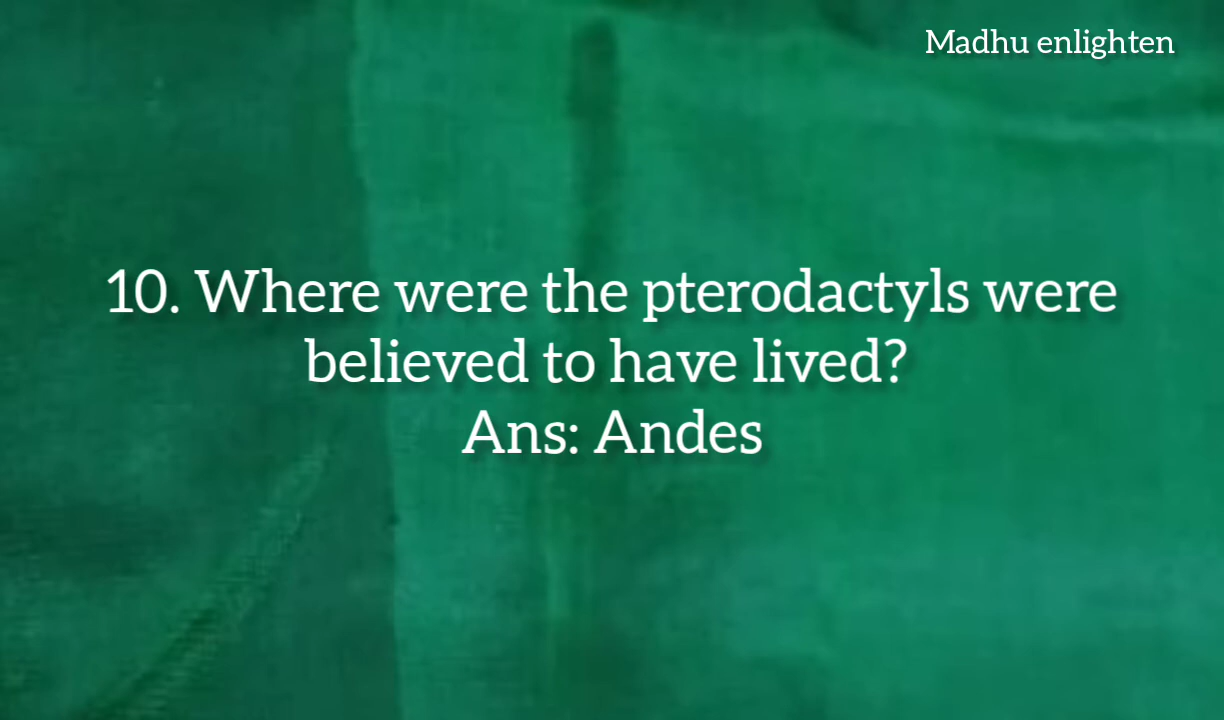 Madhu enlighten
10. Where were the pterodactyls were
believed to have lived?
Ans: Andes